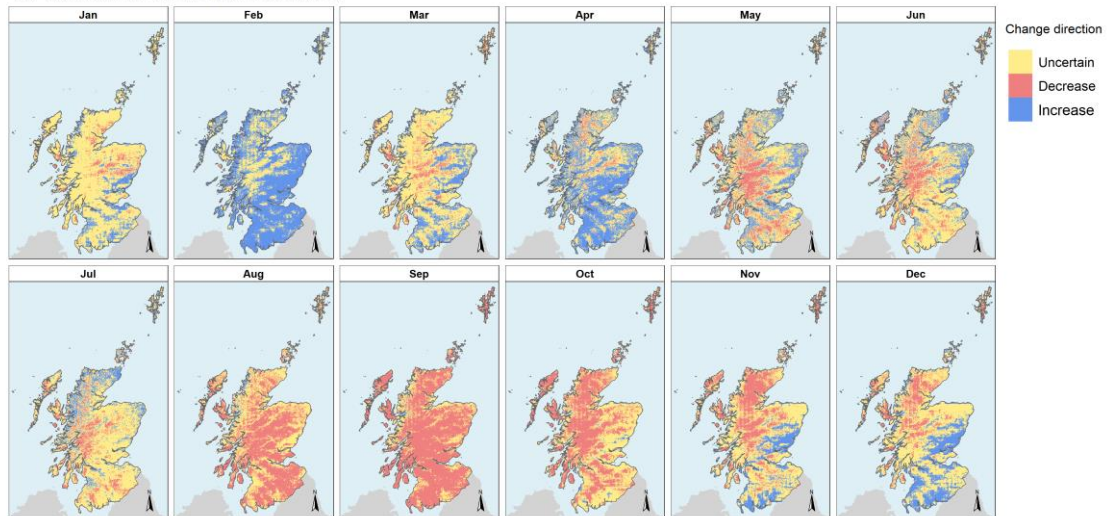 Jan Feb Mar Apr May Jun
Change direction
Uncertain
Decrease
Increase
N N N N N N
Jul Aug Sep Oct Nov Dec
N N N N N N